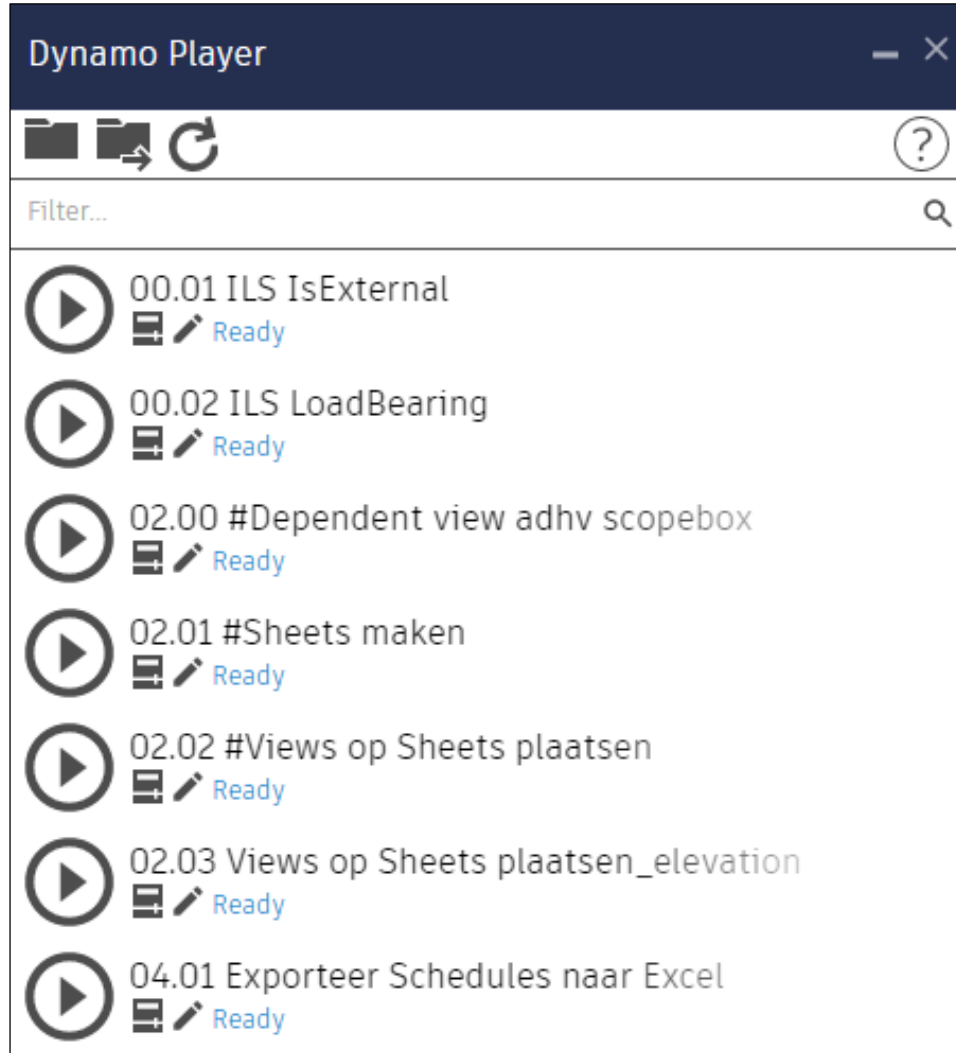 Dynamo Player
?
Filter...
00.01 ILS IsExternal
Ready
00.02 ILS LoadBearing
Ready
02.00 #Dependent view adhv scopebox
Ready
02.01 #Sheets maken
Ready
02.02 #Views op Sheets plaatsen
Ready
02.03 Views op Sheets plaatsen_elevation
Ready
04.01 Exporteer Schedules naar Excel
Ready